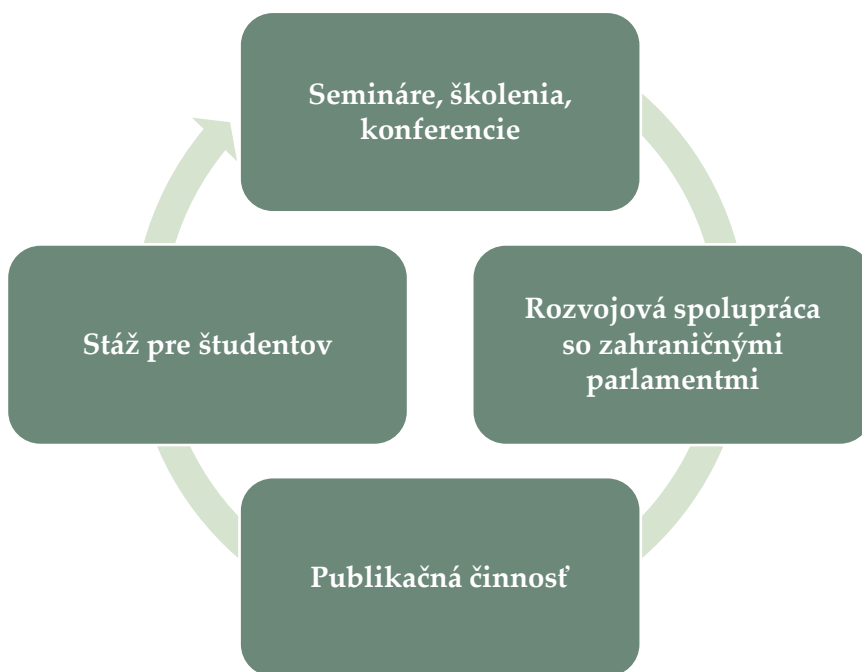 Semináre, školenia,
konferencie
Rozvojová spolupráca
so zahraničnými
parlamentmi
Publikačná činnosť
Stáž pre študentov